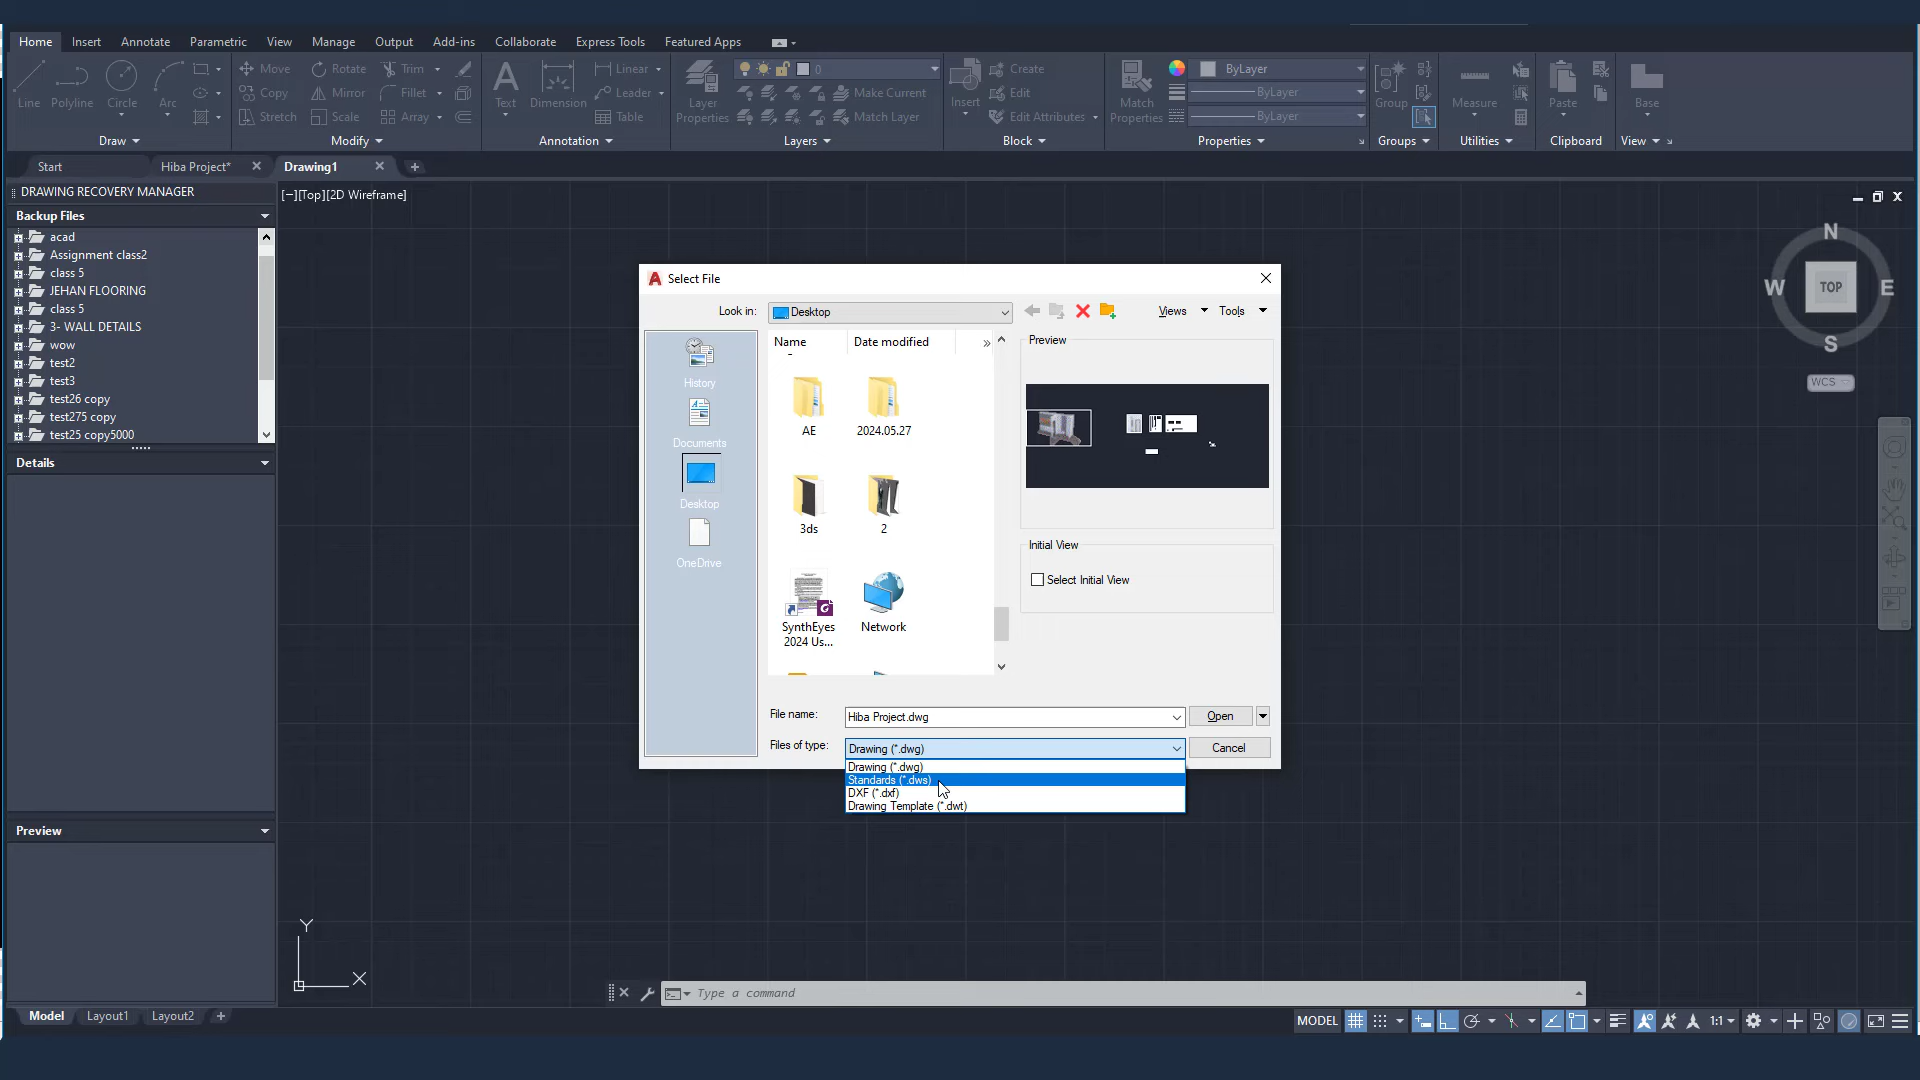 Home Insert Annotate Parametric View Manage Output Add-ins Collaborate Express Tools Featured Apps
Line Polyline Circle Arc
Move Rotate Trim
Copy Mirror Fillet
Stretch Scale Array
Text Dimension
Linear
Leader
Table
Layer
Properties
0
Make Current
Match Layer
Insert
Create
Edit
Edit Attributes
Match
Properties
ByLayer
ByLayer
ByLayer
Group
Measure
Paste
Base
Draw Modify Annotation Layers Block Properties Groups Utilities Clipboard View
Start Hiba Project* Drawing1
DRAWING RECOVERY MANAGER
Backup Files
acad
Assignment class2
class 5
JEHAN FLOORING
class 5
3- WALL DETAILS
wow
test2
test3
test26 copy
test275 copy
test25 copy5000
Details
Preview
[−][Top][2D Wireframe]
N
W TOP E
S
WCS
Select File
Look in: Desktop
Views Tools
History
Documents
Desktop
OneDrive
Name Date modified »
AE 2024.05.27
3ds 2
SynthEyes
2024 Us...
Network
Preview
Initial View
Select Initial View
File name: Hiba Project.dwg Open
Files of type: Drawing (*.dwg) Cancel
Drawing (*.dwg)
Standards (*.dws)
DXF (*.dxf)
Drawing Template (*.dwt)
Y
X
Type a command
Model Layout1 Layout2 +
MODEL 1:1